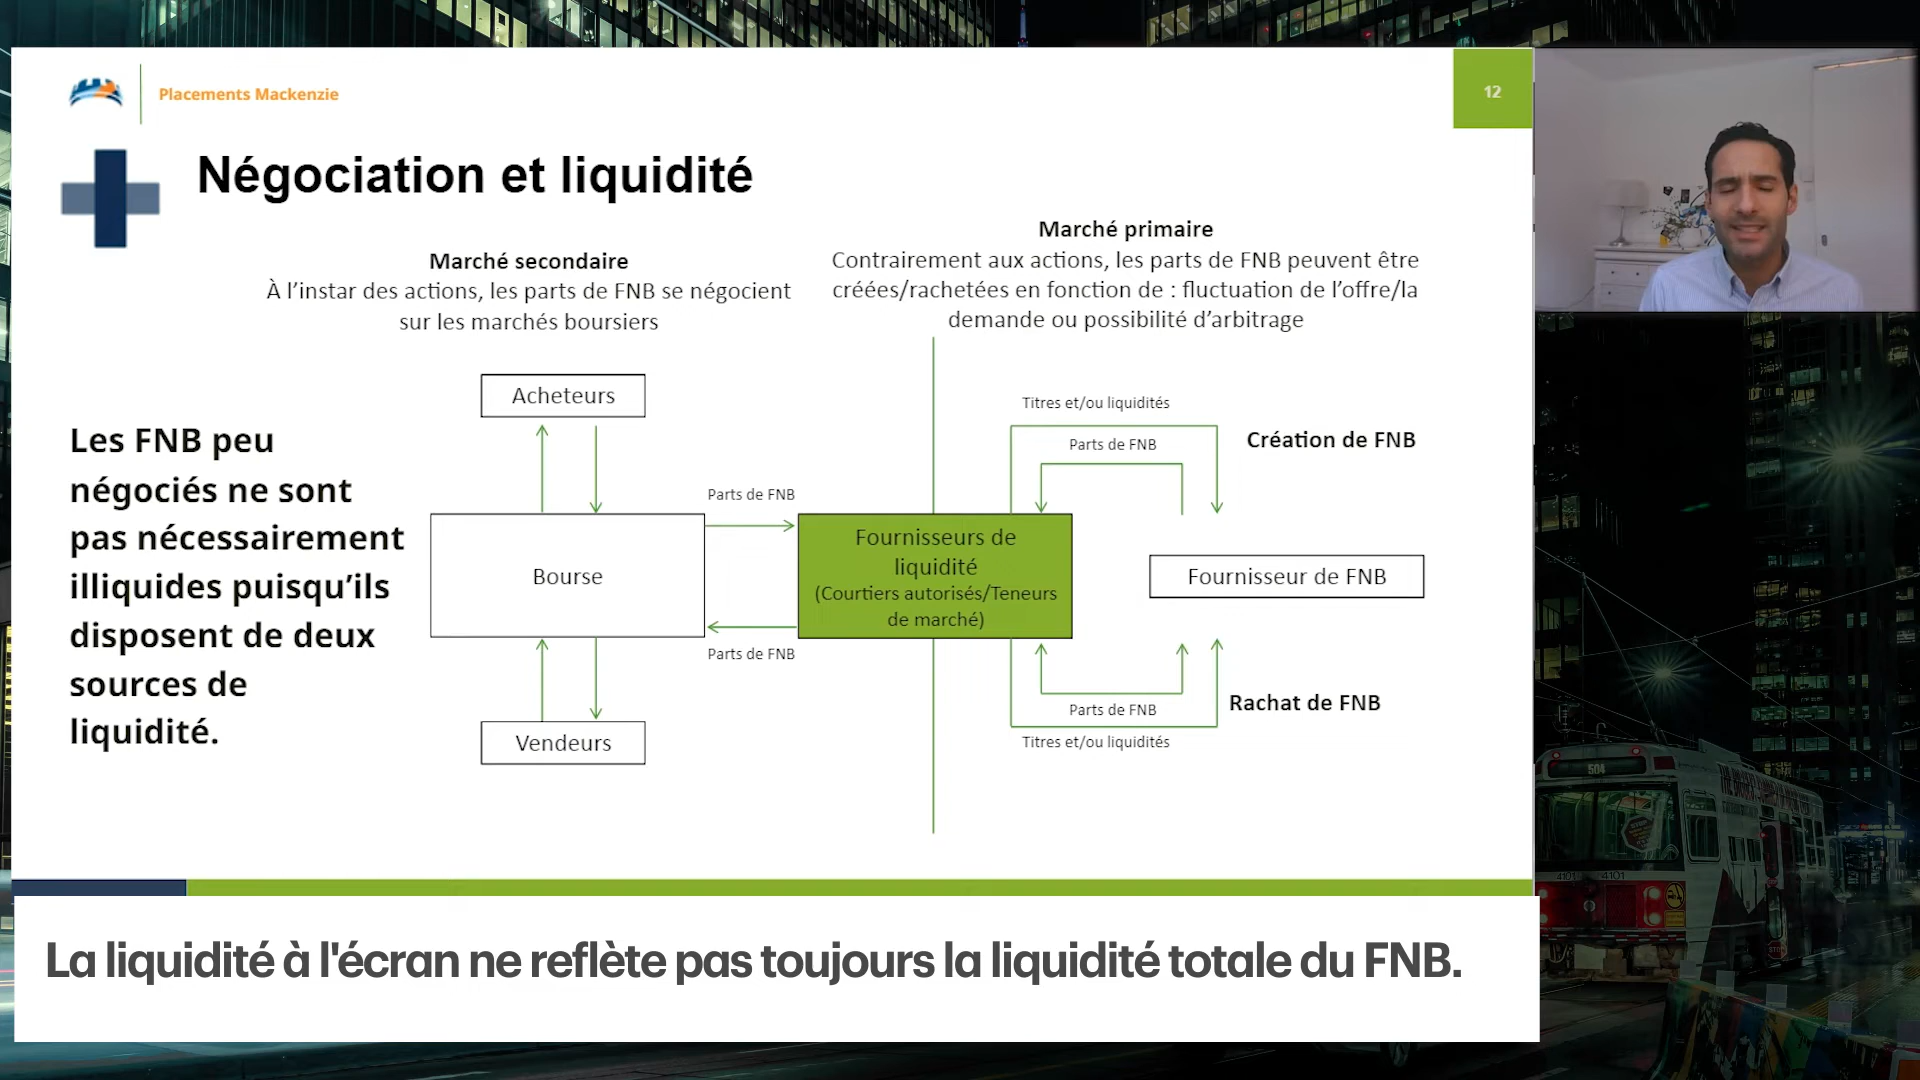 Placements Mackenzie
12
Négociation et liquidité
Marché secondaire
À l’instar des actions, les parts de FNB se négocient
sur les marchés boursiers
Marché primaire
Contrairement aux actions, les parts de FNB peuvent être
créées/rachetées en fonction de : fluctuation de l’offre/la
demande ou possibilité d’arbitrage
Les FNB peu
négociés ne sont
pas nécessairement
illiquides puisqu’ils
disposent de deux
sources de
liquidité.
Acheteurs
Bourse
Vendeurs
Parts de FNB
Parts de FNB
Fournisseurs de
liquidité
(Courtiers autorisés/Teneurs
de marché)
Titres et/ou liquidités
Parts de FNB
Création de FNB
Fournisseur de FNB
Rachat de FNB
Parts de FNB
Titres et/ou liquidités
La liquidité à l'écran ne reflète pas toujours la liquidité totale du FNB.
504
4101
4101